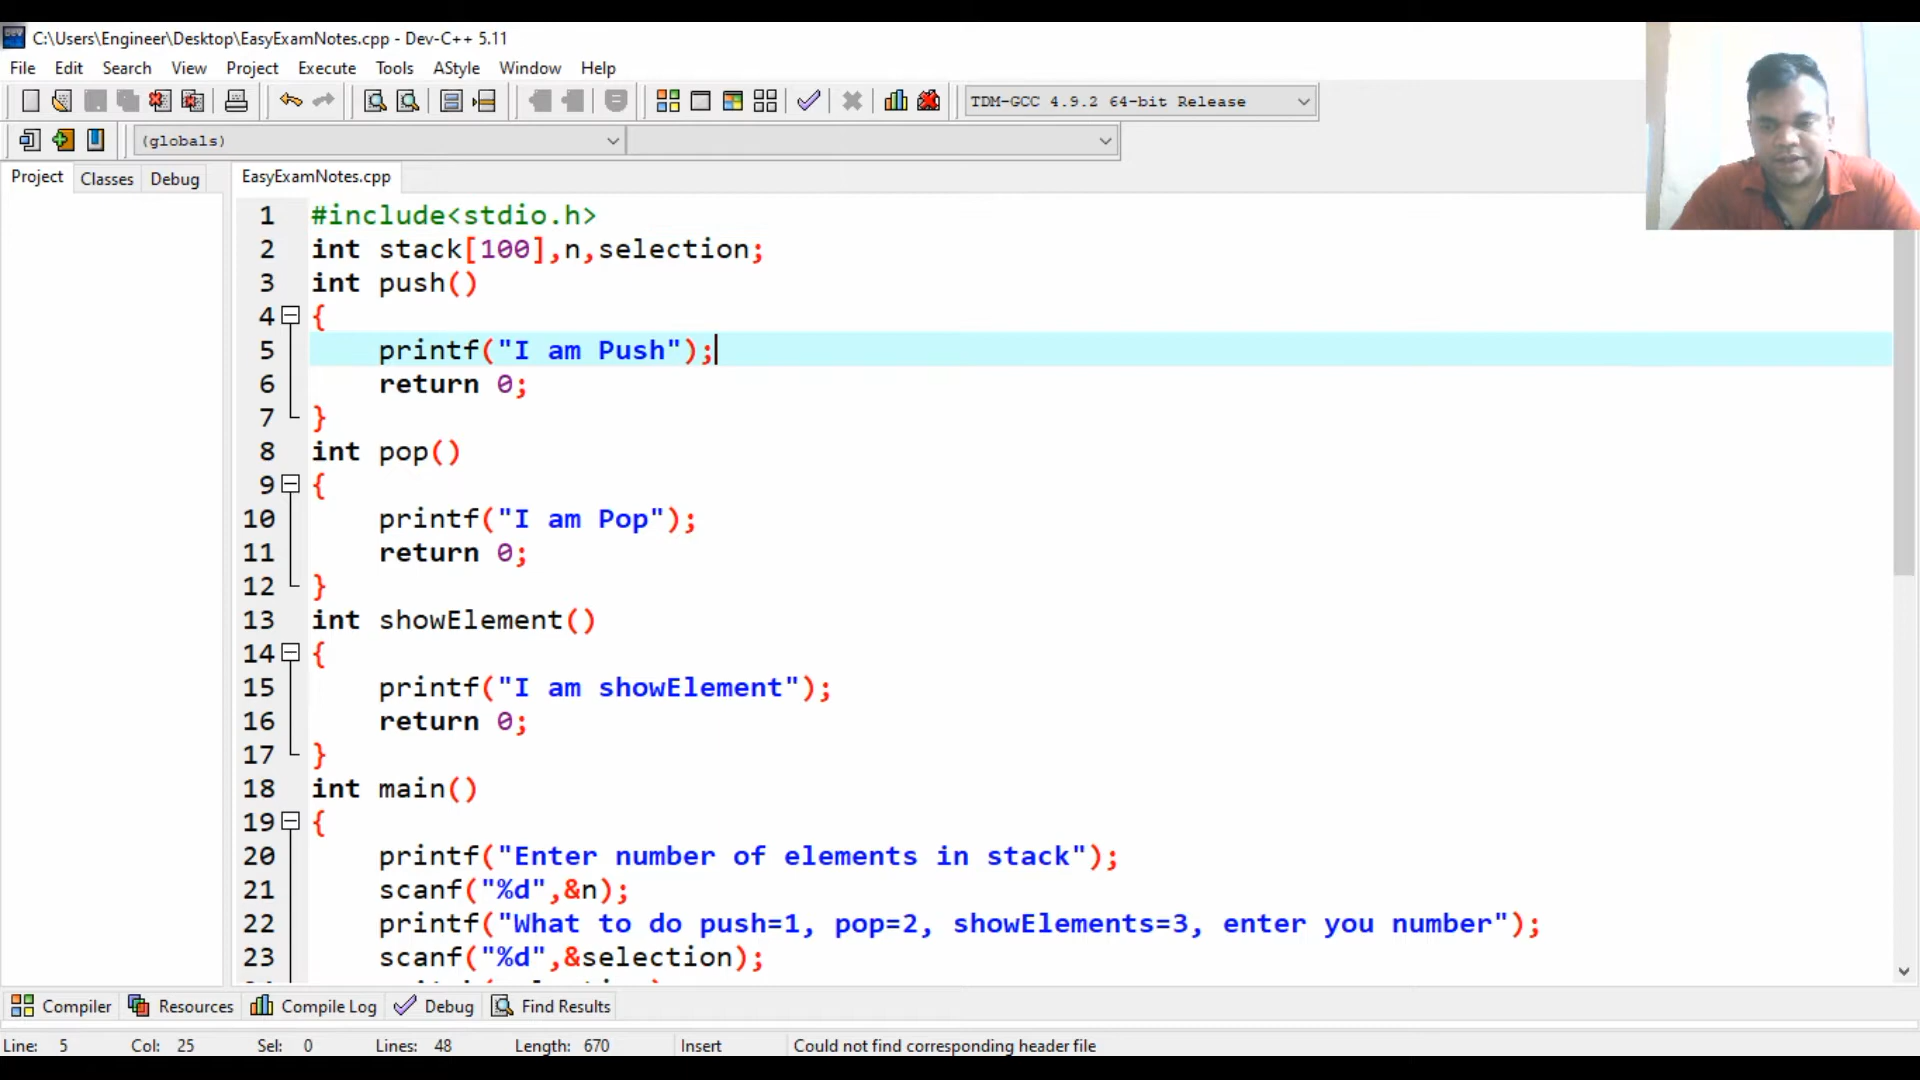 C:\Users\Engineer\Desktop\EasyExamNotes.cpp - Dev-C++ 5.11
File Edit Search View Project Execute Tools AStyle Window Help
TDM-GCC 4.9.2 64-bit Release
(globals)
Project Classes Debug EasyExamNotes.cpp
1 #include<stdio.h>
2 int stack[100],n,selection;
3 int push()
4 {
5 printf("I am Push");
6 return 0;
7 }
8 int pop()
9 {
10 printf("I am Pop");
11 return 0;
12 }
13 int showElement()
14 {
15 printf("I am showElement");
16 return 0;
17 }
18 int main()
19 {
20 printf("Enter number of elements in stack");
21 scanf("%d",&n);
22 printf("What to do push=1, pop=2, showElements=3, enter you number");
23 scanf("%d",&selection);
Compiler Resources Compile Log Debug Find Results
Line: 5 Col: 25 Sel: 0 Lines: 48 Length: 670 Insert Could not find corresponding header file